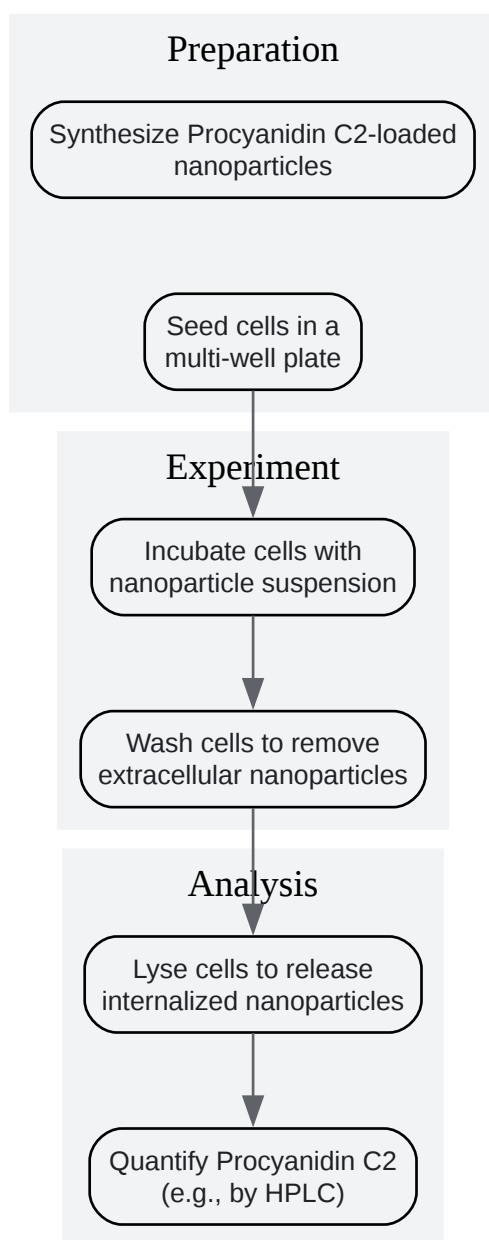 Preparation
Synthesize Procyanidin C2-loaded
nanoparticles
Seed cells in a
multi-well plate
Experiment
Incubate cells with
nanoparticle suspension
Wash cells to remove
extracellular nanoparticles
Analysis
Lyse cells to release
internalized nanoparticles
Quantify Procyanidin C2
(e.g., by HPLC)